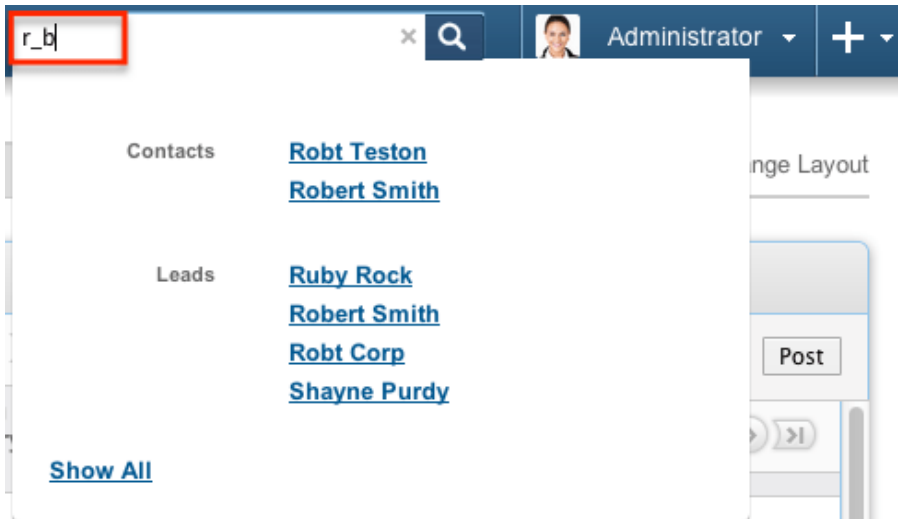 r_b
Administrator
Contacts Robt Teston
Robert Smith
nge Layout
Leads Ruby Rock
Robert Smith
Robt Corp
Post
Shayne Purdy
Show All